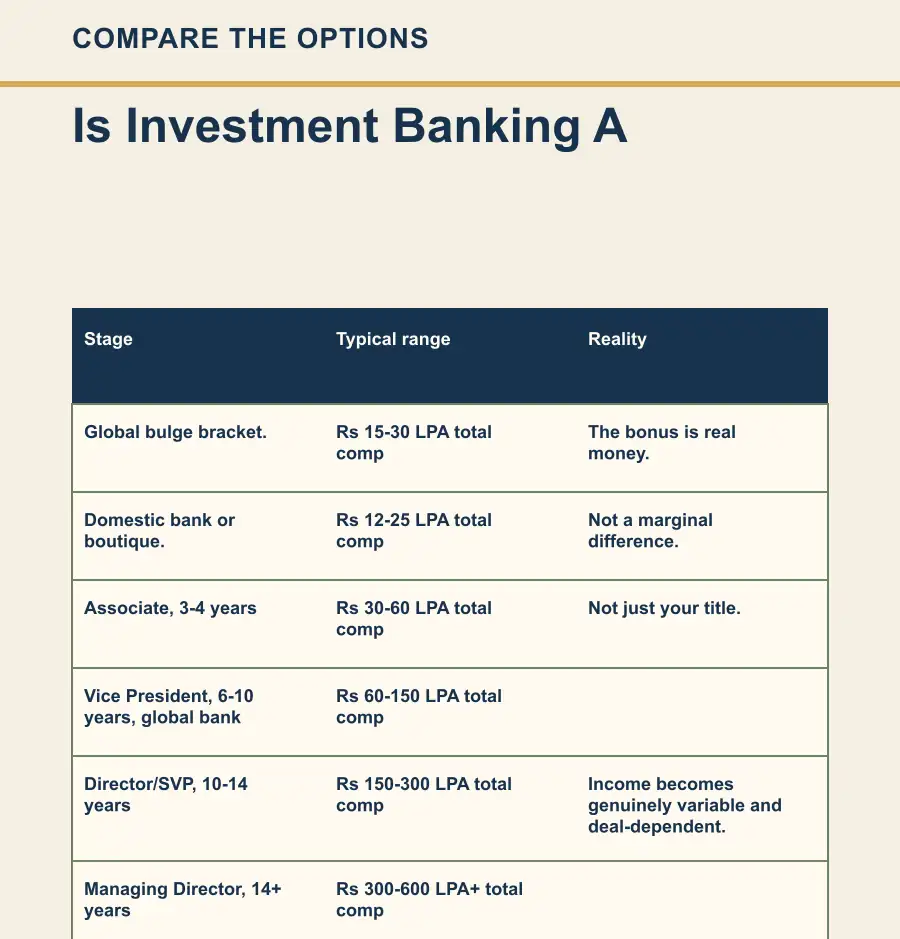 COMPARE THE OPTIONS
Is Investment Banking A
Stage
Typical range
Reality
Global bulge bracket.
Rs 15-30 LPA total
comp
The bonus is real
money.
Domestic bank or
boutique.
Rs 12-25 LPA total
comp
Not a marginal
difference.
Associate, 3-4 years
Rs 30-60 LPA total
comp
Not just your title.
Vice President, 6-10
years, global bank
Rs 60-150 LPA total
comp
Director/SVP, 10-14
years
Rs 150-300 LPA total
comp
Income becomes
genuinely variable and
deal-dependent.
Managing Director, 14+
years
Rs 300-600 LPA+ total
comp